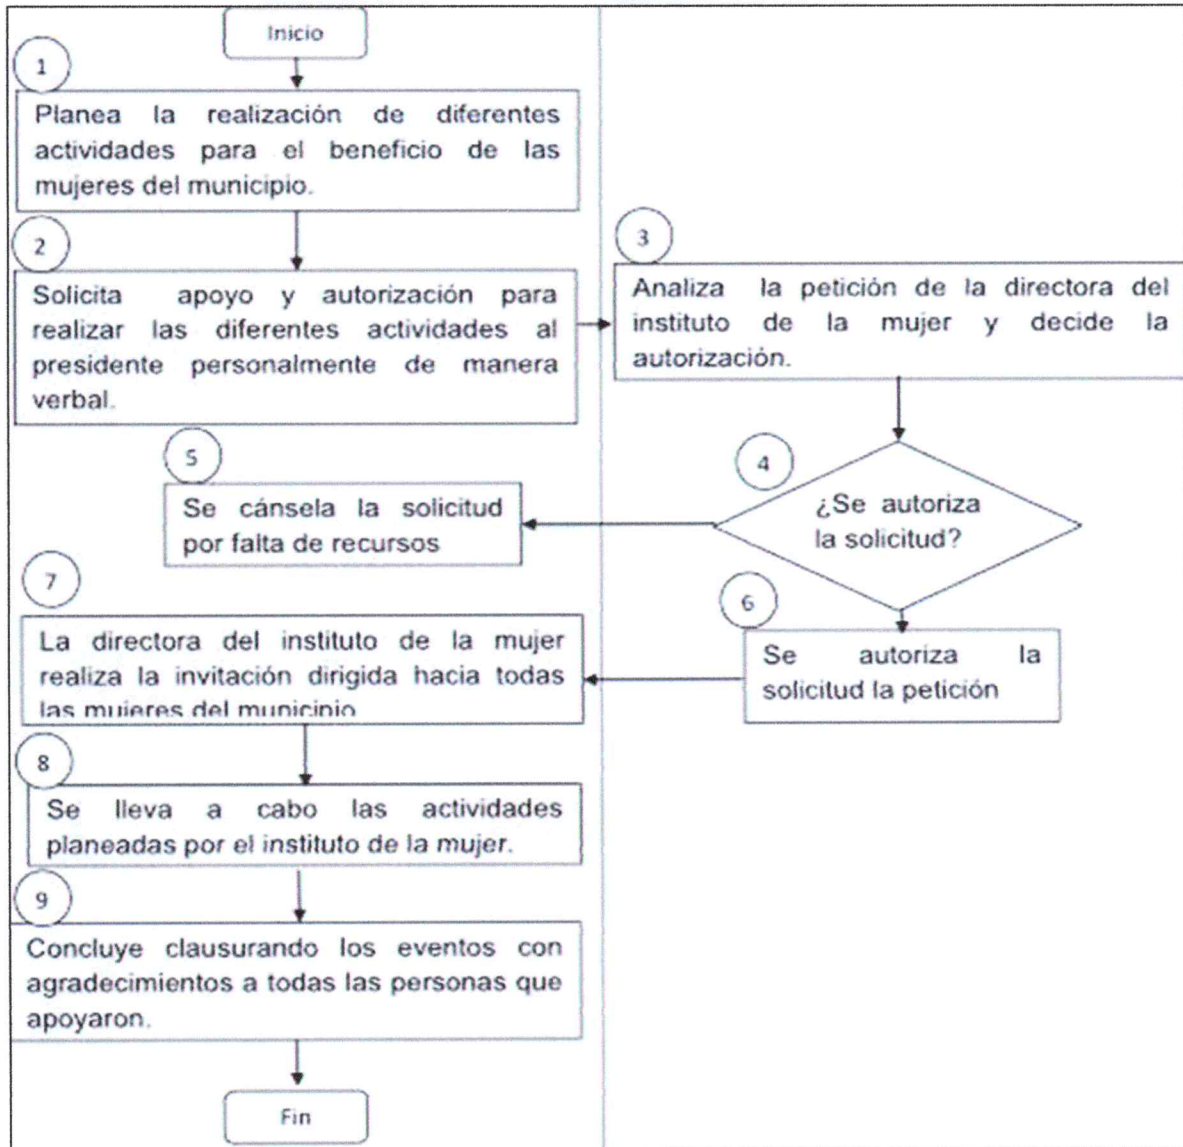 Inicio
1
Planea la realización de diferentes
actividades para el beneficio de las
mujeres del municipio.
2
Solicita apoyo y autorización para
realizar las diferentes actividades al
presidente personalmente de manera
verbal.
3
Analiza la petición de la directora del
instituto de la mujer y decide la
autorización.
4
¿Se autoriza
la solicitud?
5
Se cánsela la solicitud
por falta de recursos
6
Se autoriza la
solicitud la petición
7
La directora del instituto de la mujer
realiza la invitación dirigida hacia todas
las mujeres del municipio
8
Se lleva a cabo las actividades
planeadas por el instituto de la mujer.
9
Concluye clausurando los eventos con
agradecimientos a todas las personas que
apoyaron.
Fin